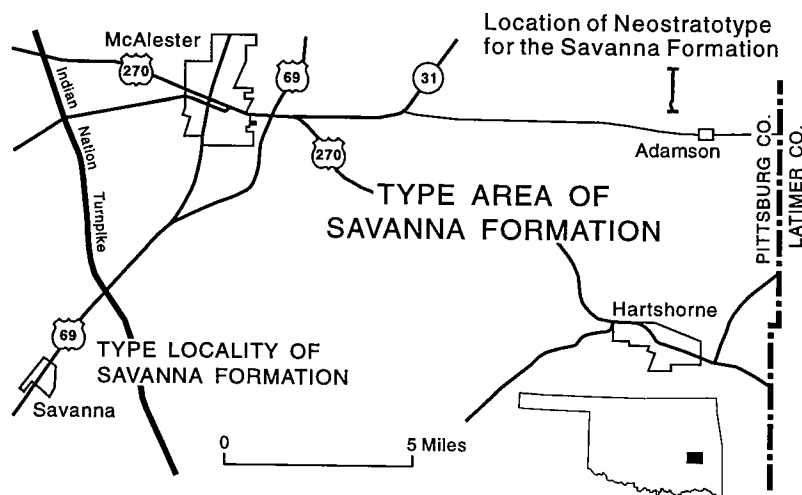 Location of Neostratotype
for the Savanna Formation
McAlester
270
69
31
Indian
Nation
Turnpike
270
Adamson
PITTSBURG CO.
LATIMER CO.
TYPE AREA OF
SAVANNA FORMATION
Hartshorne
69
TYPE LOCALITY OF
SAVANNA FORMATION
Savanna
0
5 Miles